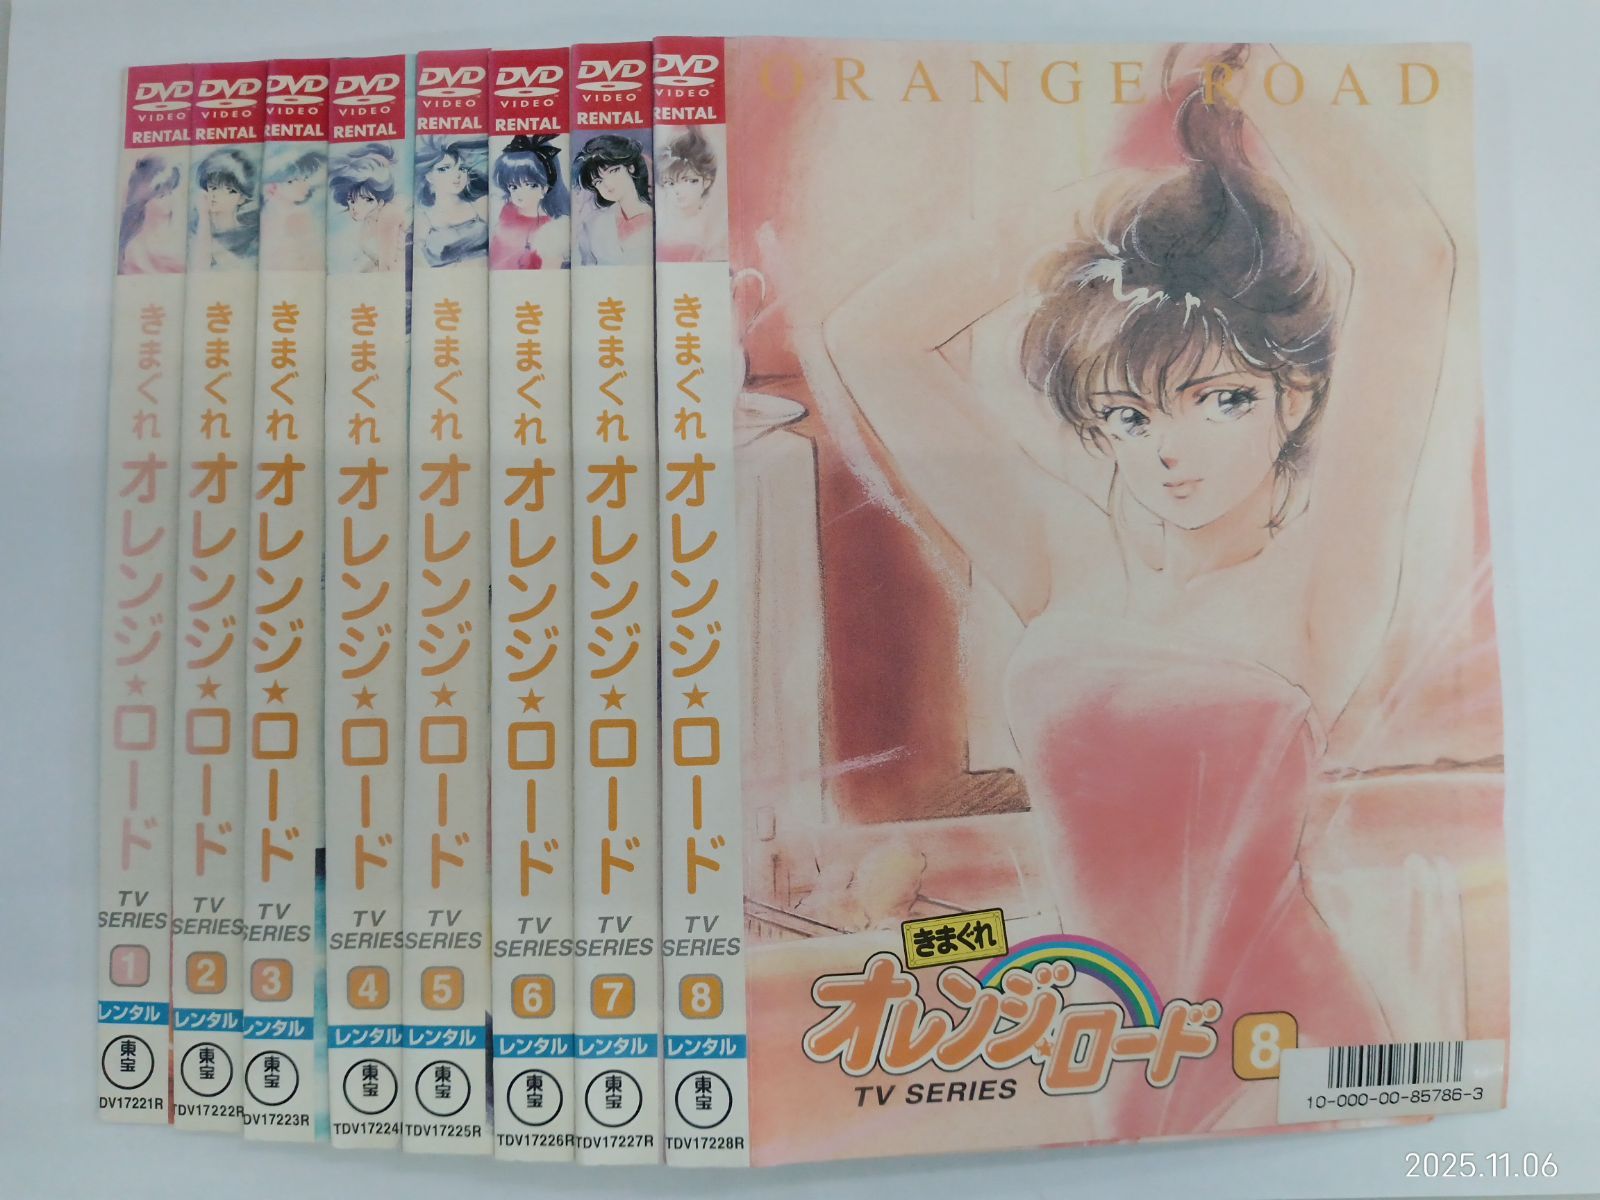 DVD
VIDEO
RENTAL
きまぐれオレンジ★ロード
TV
SERIES
1
レンタル
東宝
DV17221R
DVD
VIDEO
RENTAL
きまぐれオレンジ★ロード
TV
SERIES
2
レンタル
東宝
TDV17222R
DVD
VIDEO
RENTAL
きまぐれオレンジ★ロード
TV
SERIES
3
レンタル
東宝
DV17223R
DVD
VIDEO
RENTAL
きまぐれオレンジ★ロード
TV
SERIES
4
レンタル
東宝
TDV17224
DVD
VIDEO
RENTAL
きまぐれオレンジ★ロード
TV
SERIES
5
レンタル
東宝
TDV17225R
DVD
VIDEO
RENTAL
きまぐれオレンジ★ロード
TV
SERIES
6
レンタル
東宝
TDV17226R
DVD
VIDEO
RENTAL
きまぐれオレンジ★ロード
TV
SERIES
7
レンタル
東宝
TDV17227R
DVD
VIDEO
RENTAL
きまぐれオレンジ★ロード
TV
SERIES
8
レンタル
東宝
TDV17228R
ORANGE ROAD
きまぐれ
オレンジ★ロード
TV SERIES
8
10-000-00-85786-3
2025.11.06